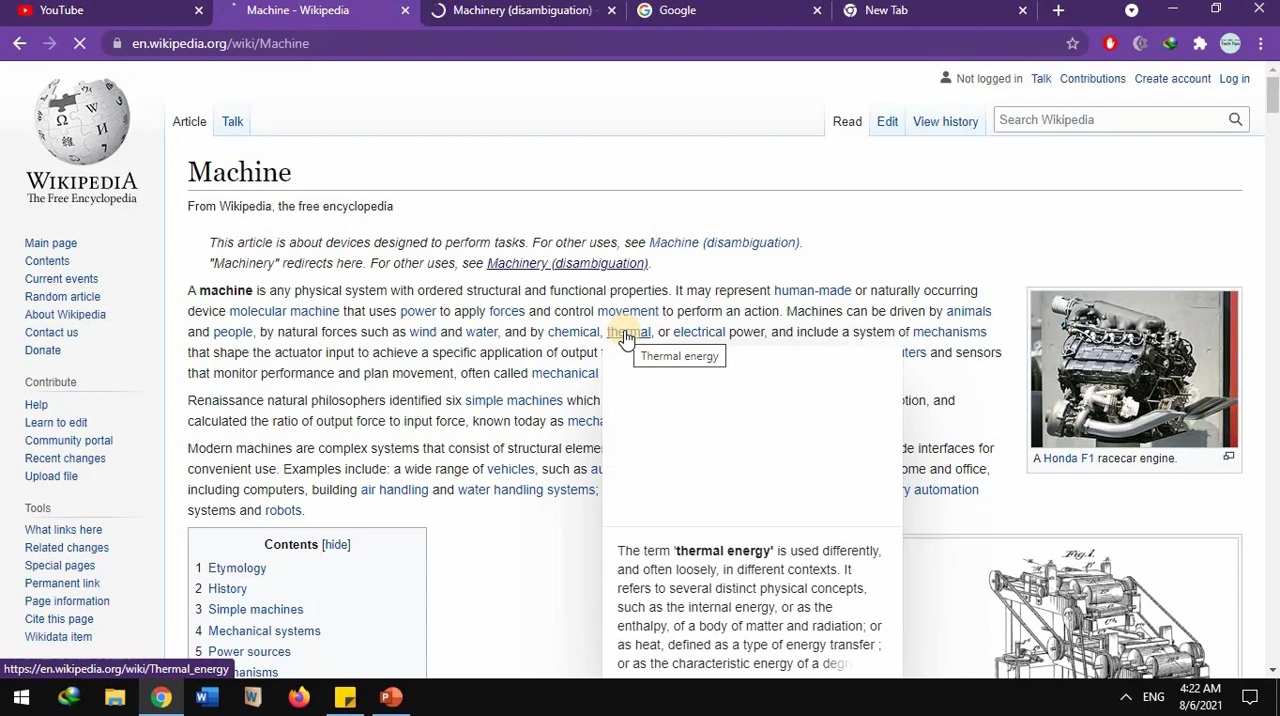 YouTube
Machine - Wikipedia
Machinery (disambiguation)
Google
New Tab
en.wikipedia.org/wiki/Machine
Not logged in Talk Contributions Create account Log in
Article Talk Read Edit View history Search Wikipedia
WIKIPEDIA
The Free Encyclopedia
Main page
Contents
Current events
Random article
About Wikipedia
Contact us
Donate
Contribute
Help
Learn to edit
Community portal
Recent changes
Upload file
Tools
What links here
Related changes
Special pages
Permanent link
Page information
Cite this page
Wikidata item
Machine
From Wikipedia, the free encyclopedia
This article is about devices designed to perform tasks. For other uses, see Machine (disambiguation).
"Machinery" redirects here. For other uses, see Machinery (disambiguation).
A machine is any physical system with ordered structural and functional properties. It may represent human-made or naturally occurring
device molecular machine that uses power to apply forces and control movement to perform an action. Machines can be driven by animals
and people, by natural forces such as wind and water, and by chemical, thermal, or electrical power, and include a system of mechanisms
that shape the actuator input to achieve a specific application of output uters and sensors
that monitor performance and plan movement, often called mechanical
Renaissance natural philosophers identified six simple machines which ption, and
calculated the ratio of output force to input force, known today as mecha
Modern machines are complex systems that consist of structural eleme de interfaces for
convenient use. Examples include: a wide range of vehicles, such as au ome and office,
including computers, building air handling and water handling systems; ry automation
systems and robots.
Contents [hide]
1 Etymology
2 History
3 Simple machines
4 Mechanical systems
5 Power sources
hanisms
Thermal energy
The term 'thermal energy' is used differently,
and often loosely, in different contexts. It
refers to several distinct physical concepts,
such as the internal energy, or as the
enthalpy, of a body of matter and radiation; or
as heat, defined as a type of energy transfer ;
or as the characteristic energy of a degr
A Honda F1 racecar engine.
Fig. 1.
https://en.wikipedia.org/wiki/Thermal_energy
ENG
4:22 AM
8/6/2021